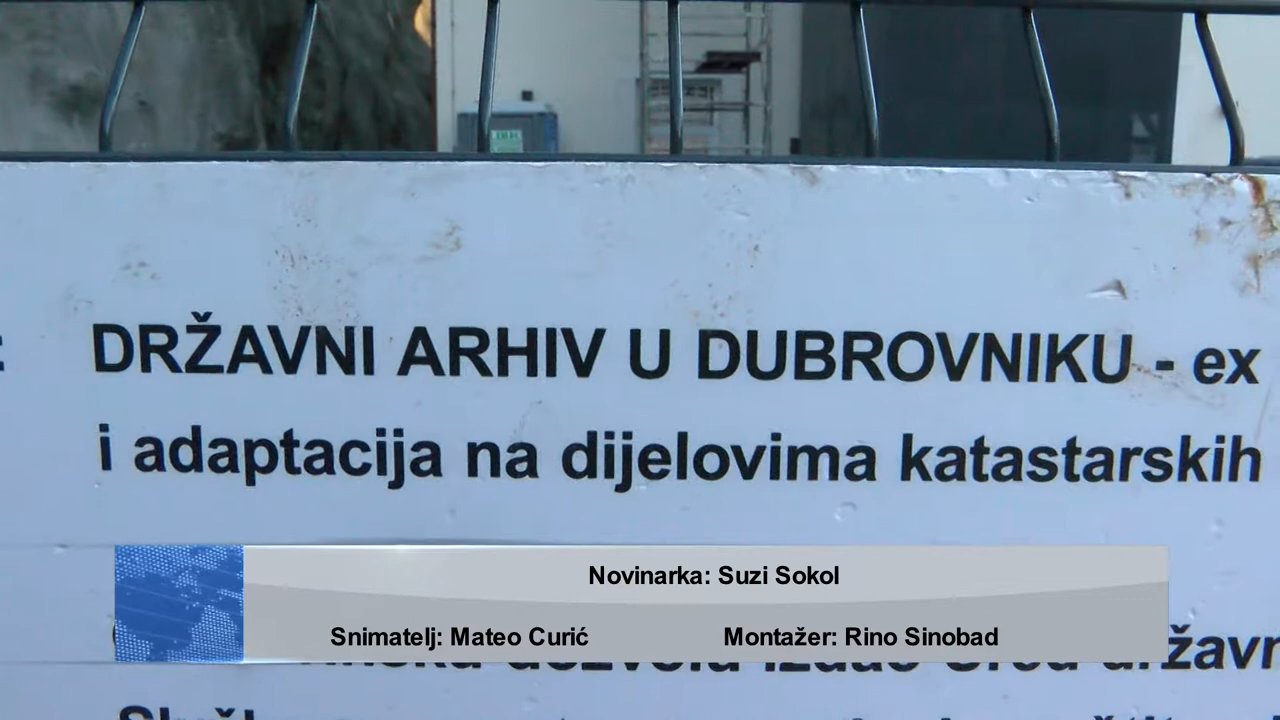 DRŽAVNI ARHIV U DUBROVNIKU - ex
i adaptacija na dijelovima katastarskih
Novinarka: Suzi Sokol
Snimatelj: Mateo Curić
Montažer: Rino Sinobad